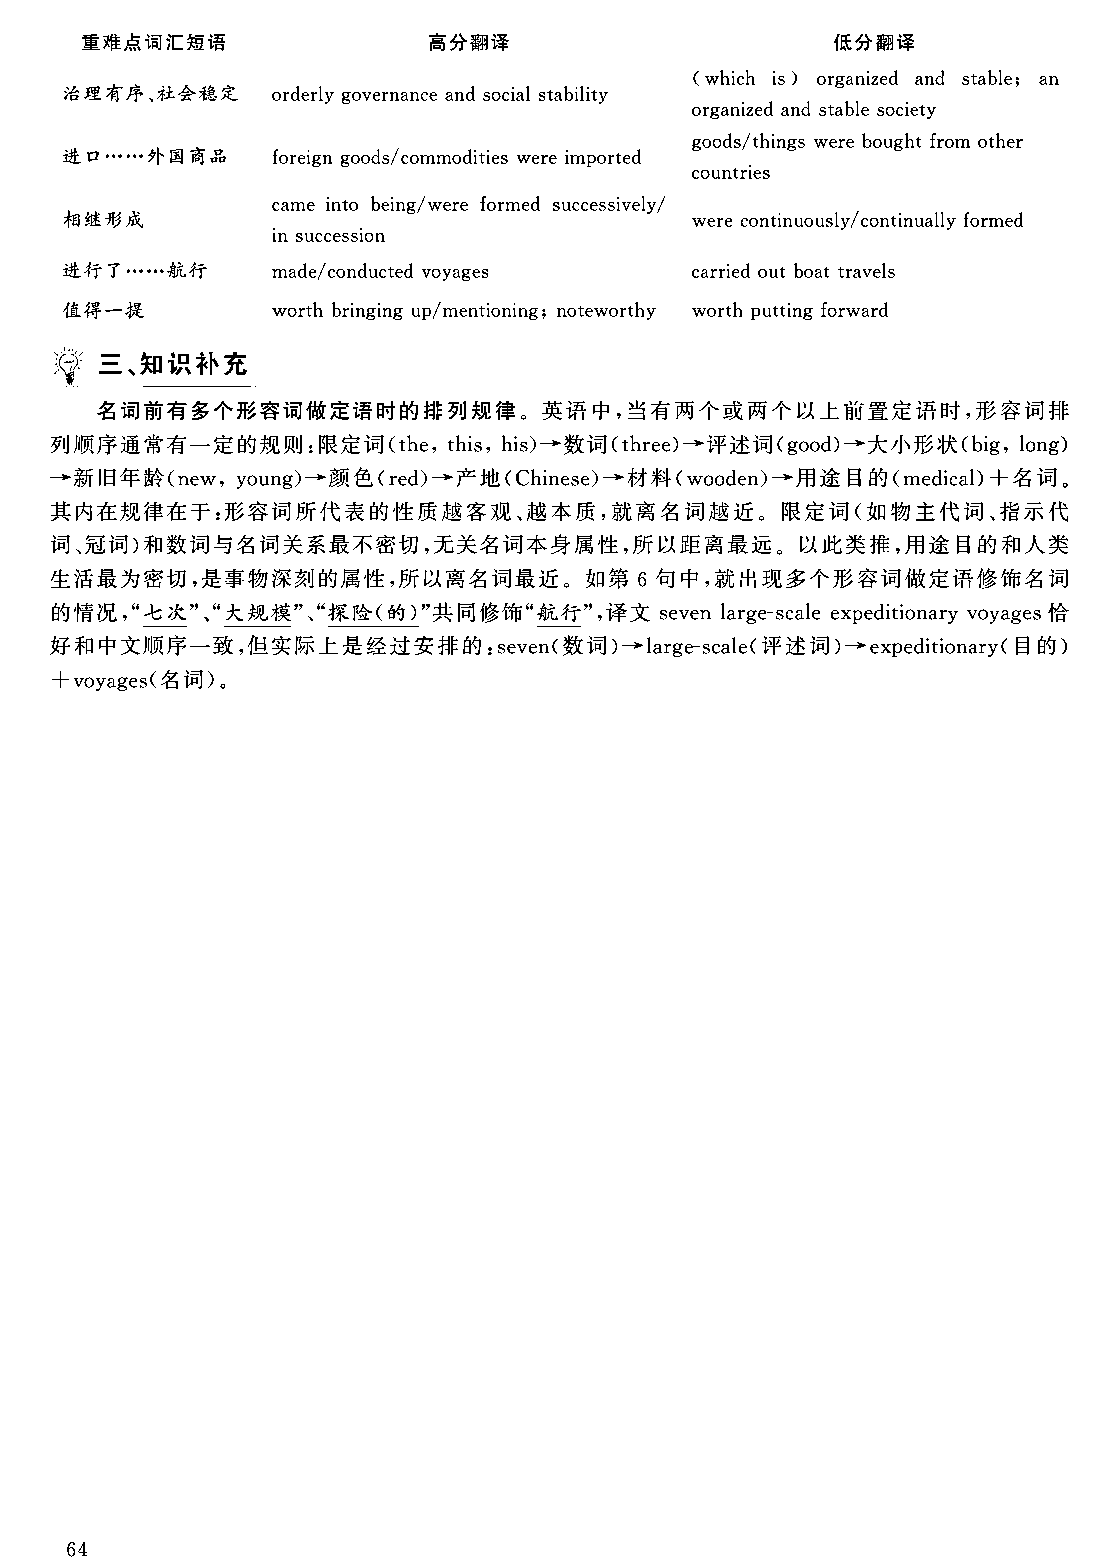 重难点词汇短语 高分翻译 低分翻译
治理有序、社会稳定 orderly governance and social stability (which is) organized and stable; an
organized and stable society
进口……外国商品 foreign goods/commodities were imported goods/things were bought from other
countries
相继形成 came into being/were formed successively/
in succession were continuously/continually formed
进行了……航行 made/conducted voyages carried out boat travels
值得一提 worth bringing up/mentioning; noteworthy worth putting forward
三、知识补充
名词前有多个形容词做定语时的排列规律。英语中,当有两个或两个以上前置定语时,形容词排
列顺序通常有一定的规则:限定词(the, this, his)→数词(three)→评述词(good)→大小形状(big, long)
→新旧年龄(new, young)→颜色(red)→产地(Chinese)→材料(wooden)→用途目的(medical)+名词。
其内在规律在于:形容词所代表的性质越客观、越本质,就离名词越近。限定词(如物主代词、指示代
词、冠词)和数词与名词关系最不密切,无关名词本身属性,所以距离最远。以此类推,用途目的和人类
生活最为密切,是事物深刻的属性,所以离名词最近。如第 6 句中,就出现多个形容词做定语修饰名词
的情况,“七次”、“大规模”、“探险(的)”共同修饰“航行”,译文 seven large-scale expeditionary voyages 恰
好和中文顺序一致,但实际上是经过安排的:seven(数词)→large-scale(评述词)→expeditionary(目的)
+voyages(名词)。
64